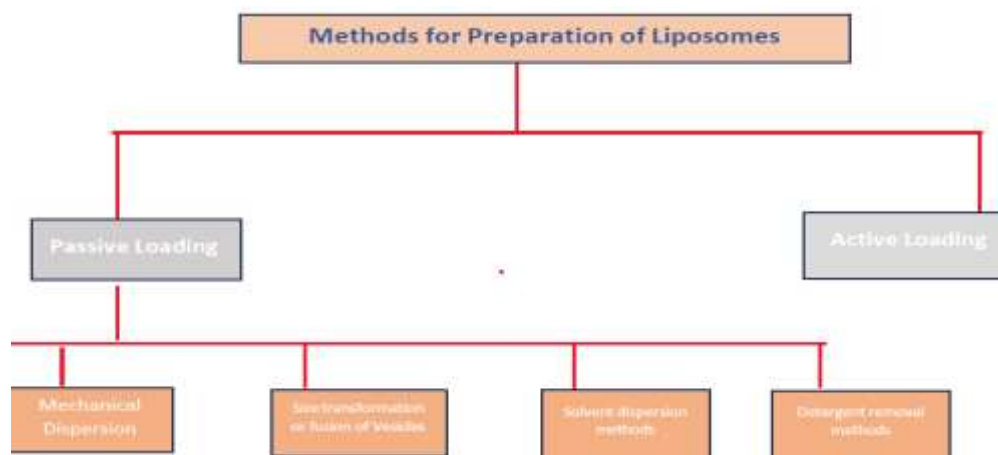 Methods for Preparation of Liposomes
Passive Loading
Active Loading
Mechanical
Dispersion
Size transformation
or fusion of Vesicles
Solvent dispersion
methods
Detergent removal
methods